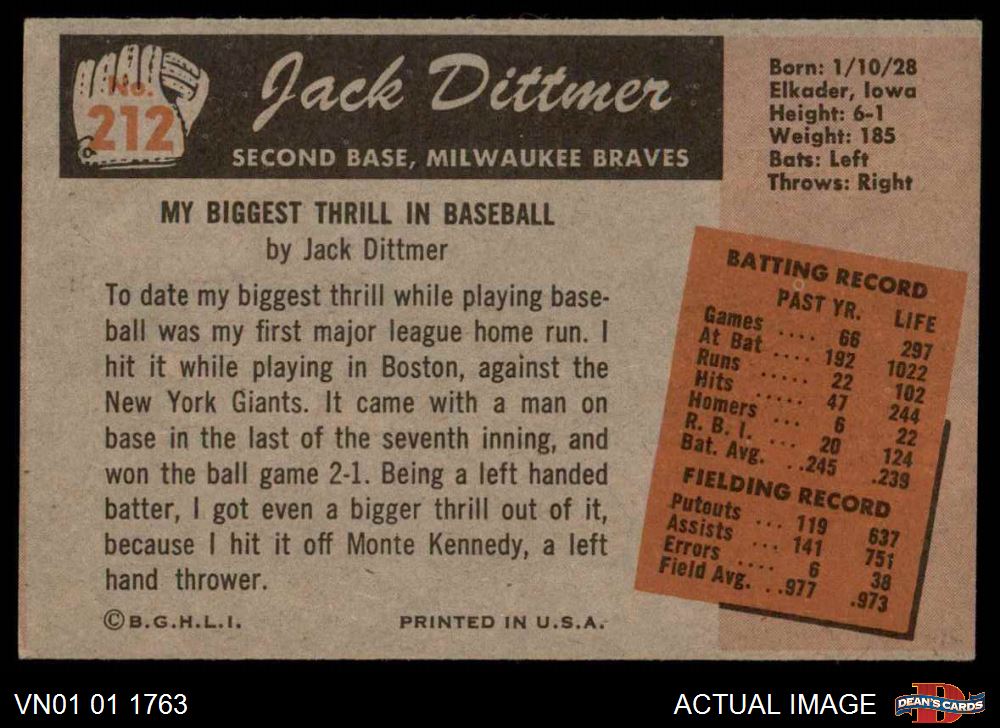 No.
212
Jack Dittmer
SECOND BASE, MILWAUKEE BRAVES
Born: 1/10/28
Elkader, Iowa
Height: 6-1
Weight: 185
Bats: Left
Throws: Right
MY BIGGEST THRILL IN BASEBALL
by Jack Dittmer
To date my biggest thrill while playing base-
ball was my first major league home run. I
hit it while playing in Boston, against the
New York Giants. It came with a man on
base in the last of the seventh inning, and
won the ball game 2-1. Being a left handed
batter, I got even a bigger thrill out of it,
because I hit it off Monte Kennedy, a left
hand thrower.
©B.G.H.L.I.
PRINTED IN U.S.A.
BATTING RECORD
PAST YR. LIFE
Games .... 66 297
At Bat .... 192 1022
Runs ..... 22 102
Hits ..... 47 244
Homers ... 6 22
R. B. I. ... 20 124
Bat. Avg. ..245 .239
FIELDING RECORD
Putouts ... 119 637
Assists ... 141 751
Errors .... 6 38
Field Avg. ..977 .973
VN01 01 1763
ACTUAL IMAGE
D
DEAN'S CARDS